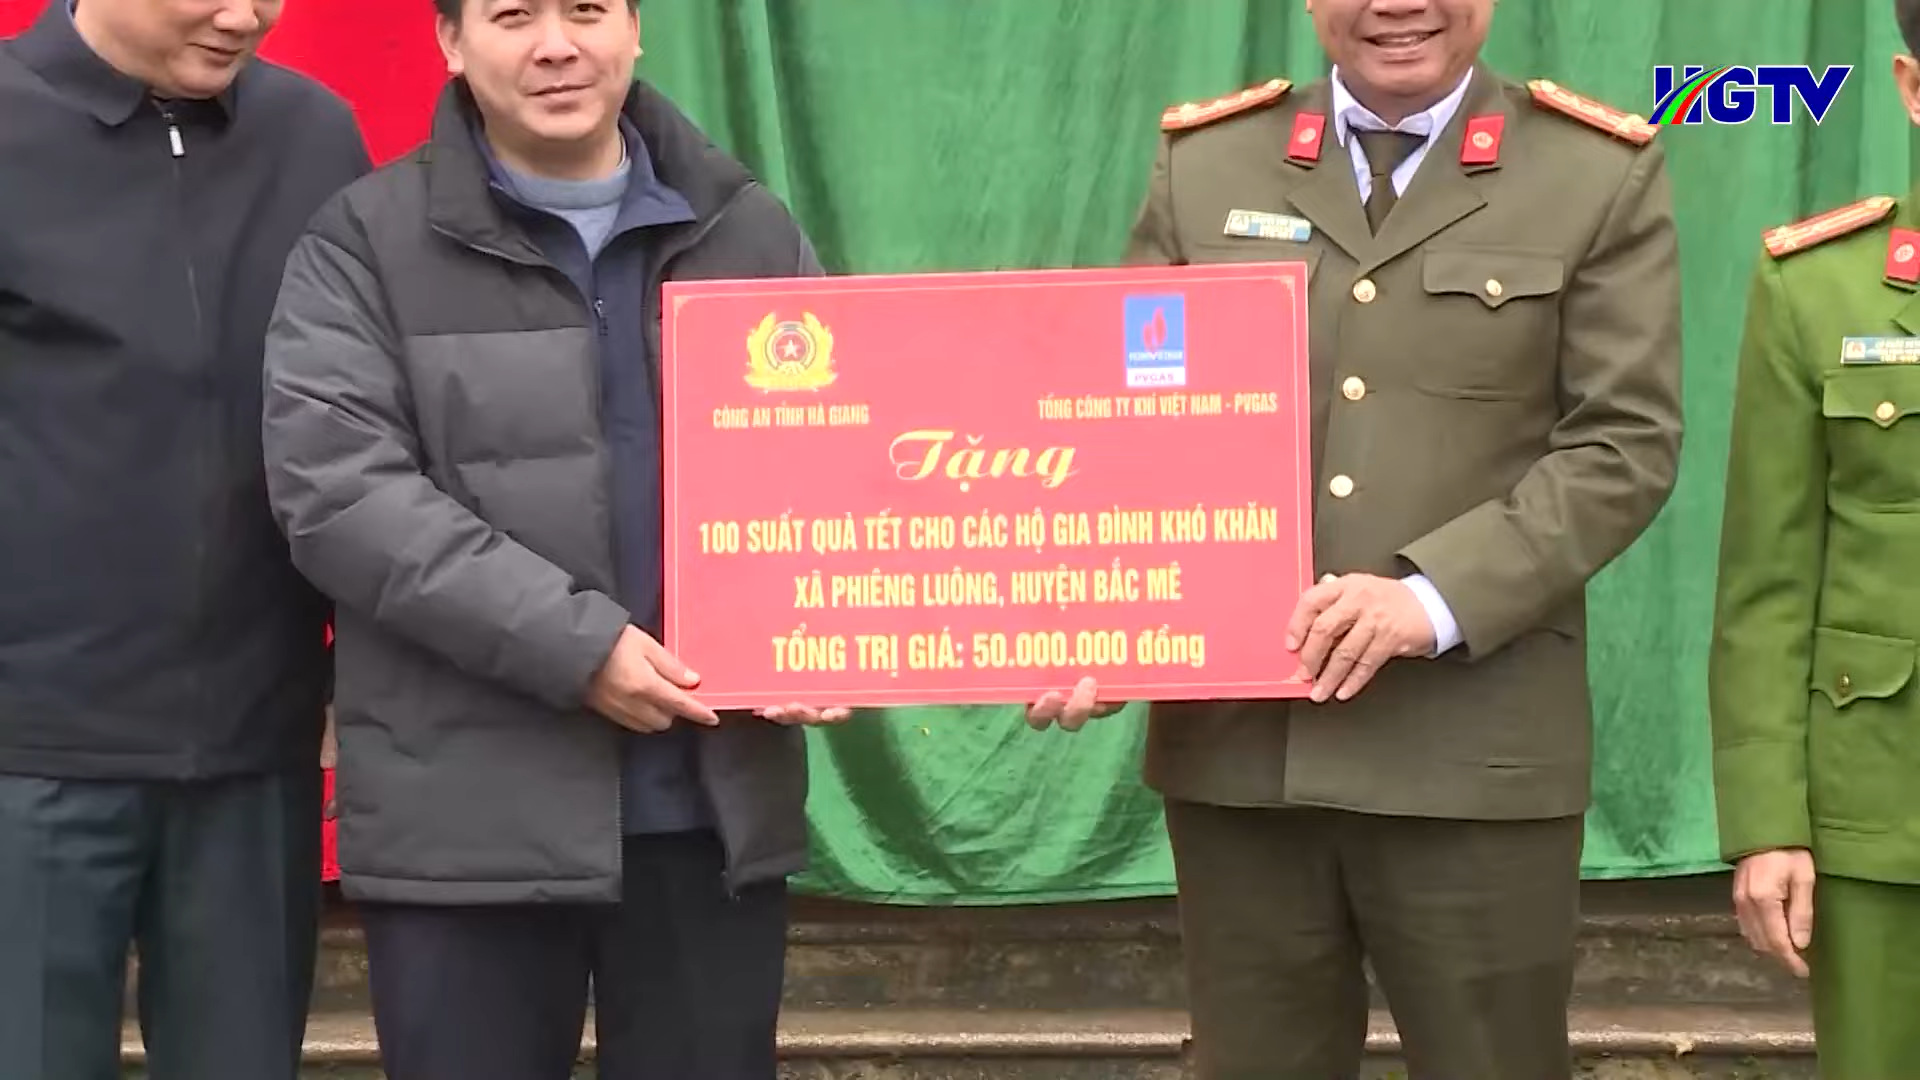 HGTV
PETROVIETNAM
PVGAS
CÔNG AN TỈNH HÀ GIANG
TỔNG CÔNG TY KHÍ VIỆT NAM - PVGAS
Tặng
100 SUẤT QUÀ TẾT CHO CÁC HỘ GIA ĐÌNH KHÓ KHĂN
XÃ PHIÊNG LUÔNG, HUYỆN BẮC MÊ
TỔNG TRỊ GIÁ: 50.000.000 đồng